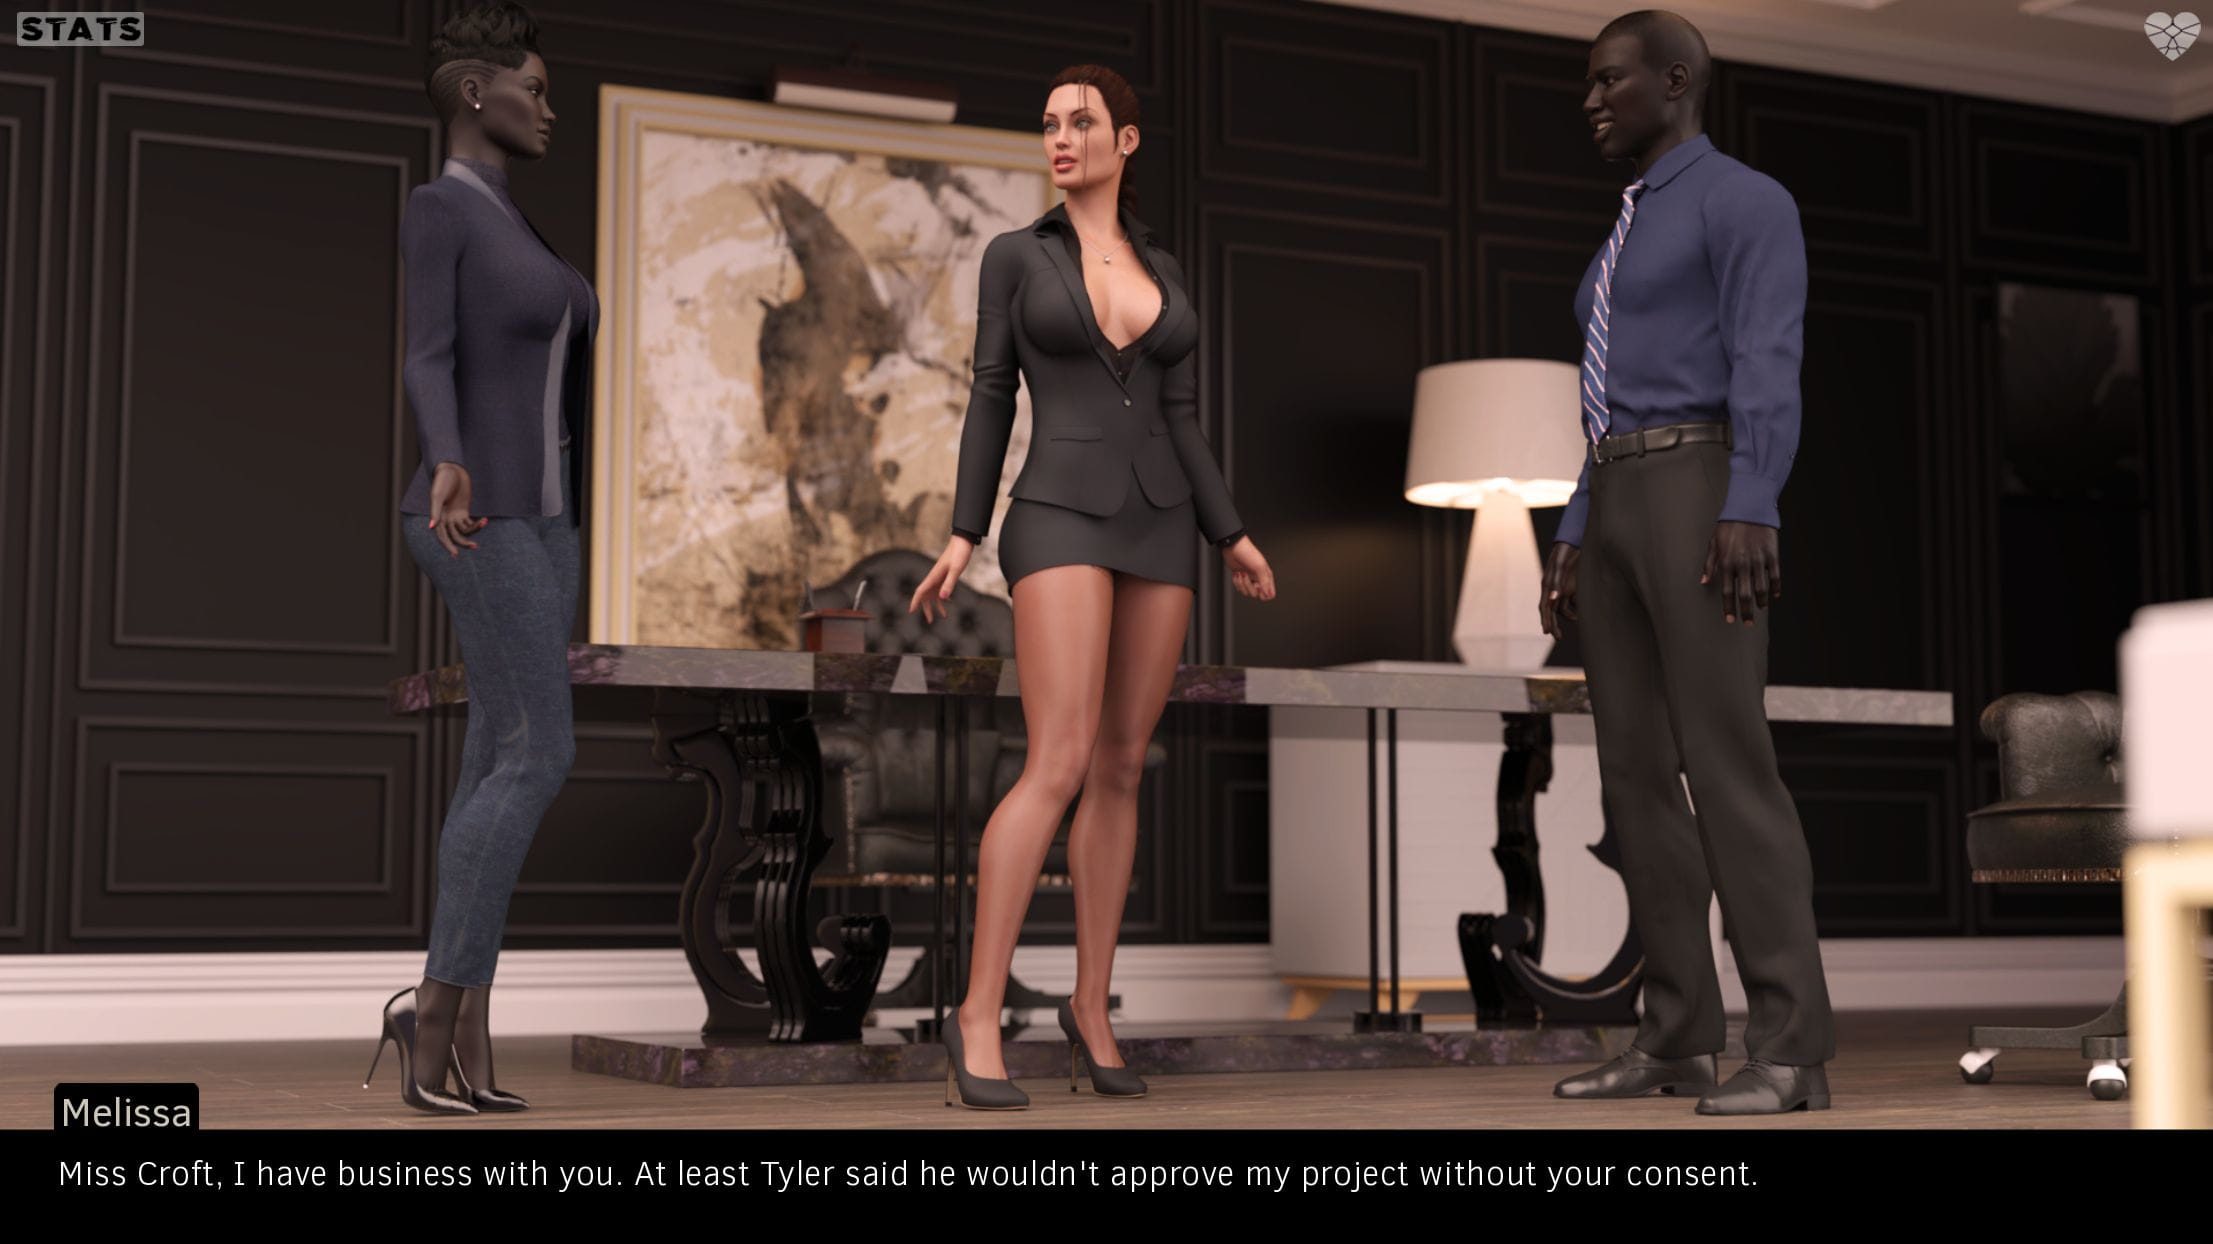 STATS
Melissa
Miss Croft, I have business with you. At least Tyler said he wouldn't approve my project without your consent.